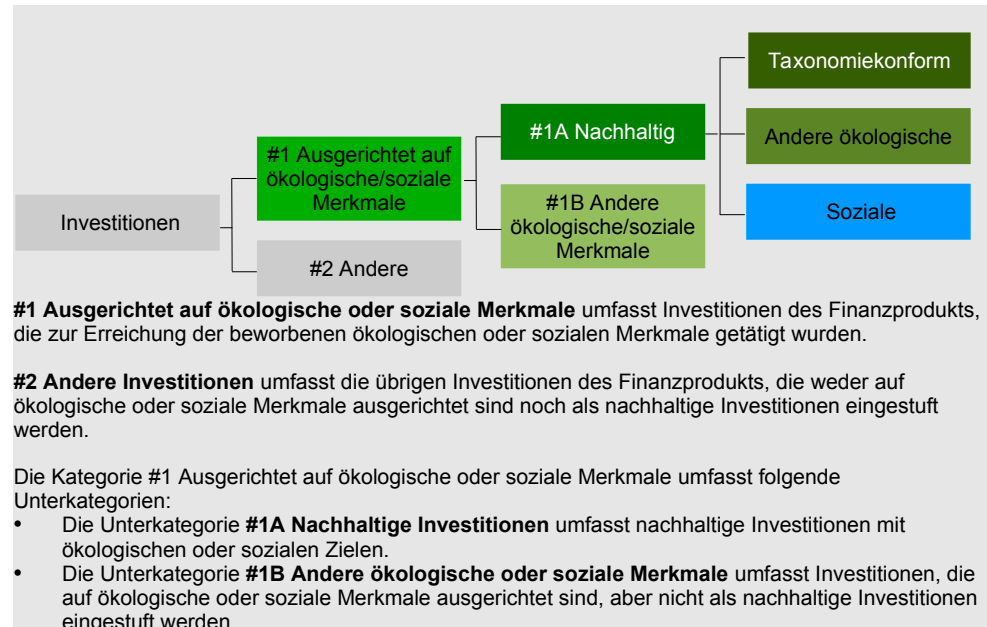 Taxonomiekonform
#1A Nachhaltig
Andere ökologische
#1 Ausgerichtet auf
ökologische/soziale
Merkmale
#1B Andere
ökologische/soziale
Merkmale
Soziale
Investitionen
#2 Andere
#1 Ausgerichtet auf ökologische oder soziale Merkmale umfasst Investitionen des Finanzprodukts,
die zur Erreichung der beworbenen ökologischen oder sozialen Merkmale getätigt wurden.
#2 Andere Investitionen umfasst die übrigen Investitionen des Finanzprodukts, die weder auf
ökologische oder soziale Merkmale ausgerichtet sind noch als nachhaltige Investitionen eingestuft
werden.
Die Kategorie #1 Ausgerichtet auf ökologische oder soziale Merkmale umfasst folgende
Unterkategorien:
• Die Unterkategorie #1A Nachhaltige Investitionen umfasst nachhaltige Investitionen mit
ökologischen oder sozialen Zielen.
• Die Unterkategorie #1B Andere ökologische oder soziale Merkmale umfasst Investitionen, die
auf ökologische oder soziale Merkmale ausgerichtet sind, aber nicht als nachhaltige Investitionen
eingestuft werden